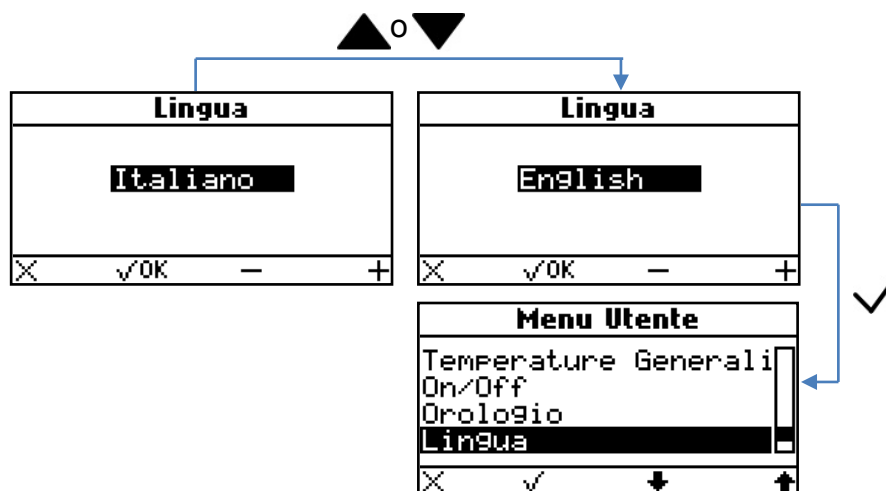 o
Lingua
Italiano
✓OK
Lingua
English
✓OK
Menu Utente
Temperature Generali
On/Off
Orologio
Lingua